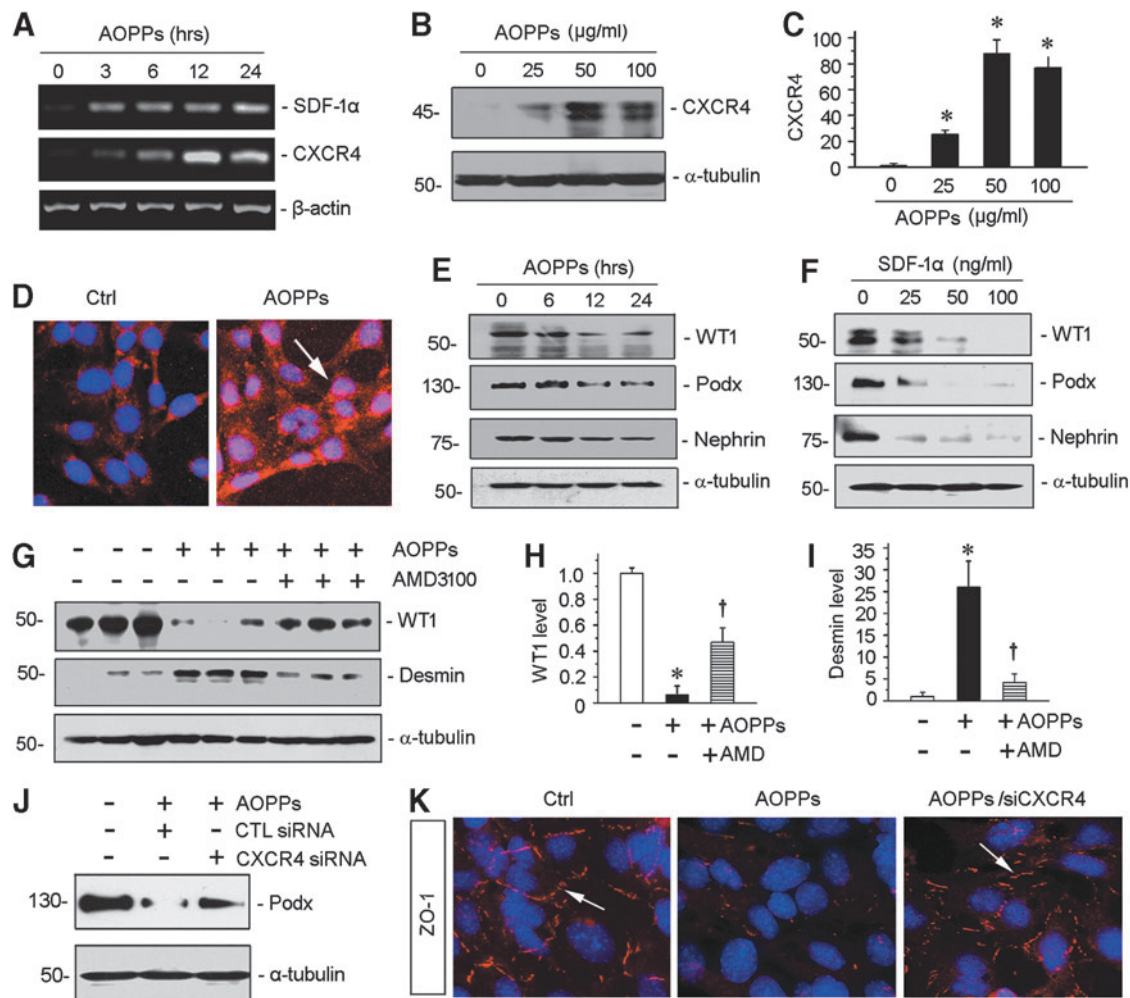 A
AOPPs (hrs)
0 3 6 12 24
- SDF-1α
- CXCR4
- β-actin
B
AOPPs (μg/ml)
0 25 50 100
45-
- CXCR4
50-
- α-tubulin
C
100
80
60
40
20
0
CXCR4
* * *
0 25 50 100
AOPPs (μg/ml)
D
Ctrl AOPPs
E
AOPPs (hrs)
0 6 12 24
50-
- WT1
130-
- Podx
75-
- Nephrin
50-
- α-tubulin
F
SDF-1α (ng/ml)
0 25 50 100
50-
- WT1
130-
- Podx
75-
- Nephrin
50-
- α-tubulin
G
– – – + + + + + + AOPPs
– – – – – – + + + AMD3100
50-
- WT1
50-
- Desmin
50-
- α-tubulin
H
1.0
0.8
0.6
0.4
0.2
0
WT1 level
* †
– + + AOPPs
– – + AMD
I
35
30
25
20
15
10
5
0
Desmin level
* †
– + + AOPPs
– – + AMD
J
– + + AOPPs
– + – CTL siRNA
– – + CXCR4 siRNA
130-
- Podx
50-
- α-tubulin
K
Ctrl AOPPs AOPPs/siCXCR4
ZO-1